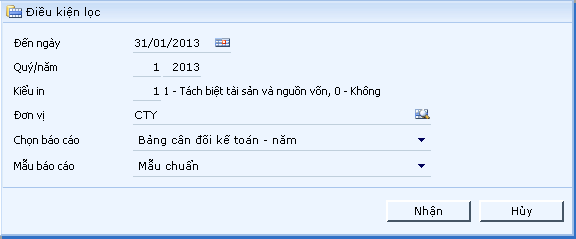 Điều kiện lọc
Đến ngày 31/01/2013
Quý/năm 1 2013
Kiểu in 1 1 - Tách biệt tài sản và nguồn vốn, 0 - Không
Đơn vị CTY
Chọn báo cáo Bảng cân đối kế toán - năm
Mẫu báo cáo Mẫu chuẩn
Nhận Hủy